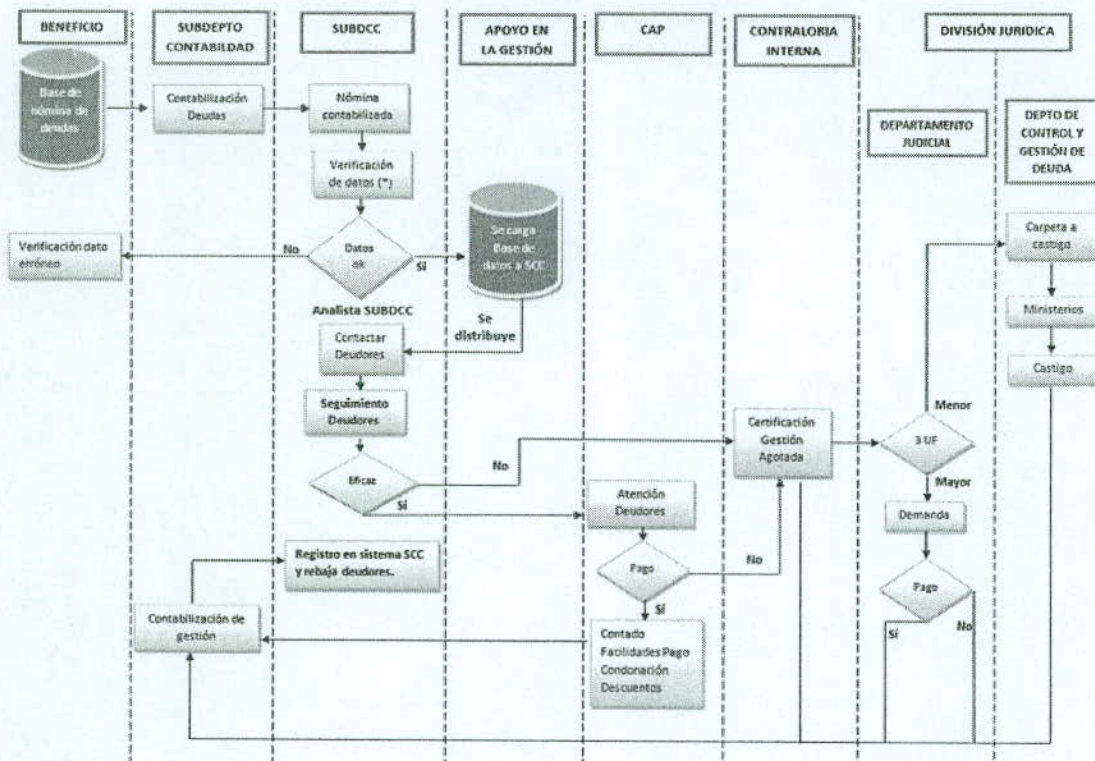 BENEFICIO
SUBDEPTO
CONTABILDAD
SUBDCC
APOYO EN
LA GESTIÓN
CAP
CONTRALORIA
INTERNA
DIVISIÓN JURIDICA
Base de
nómina de
deudas
Contabilización
Deudas
Nómina
contabilizada
DEPARTAMENTO
JUDICIAL
DEPTO DE
CONTROL Y
GESTIÓN DE
DEUDA
Verificación
de datos (*)
Verificación dato
erróneo
No
Datos
ok
Sí
Se carga
Base de
datos a SCC
Carpeta a
castigo
Analista SUBDCC
Se
distribuye
Contactar
Deudores
Ministerios
Castigo
Seguimiento
Deudores
Menor
Certificación
Gestión
Agotada
3 UF
Eficaz
No
Sí
Mayor
Atención
Deudores
Demanda
Registro en sistema SCC
y rebaja deudores.
Pago
No
Sí
Pago
Sí
No
Contabilización de
gestión
Contado
Facilidades Pago
Condonación
Descuentos